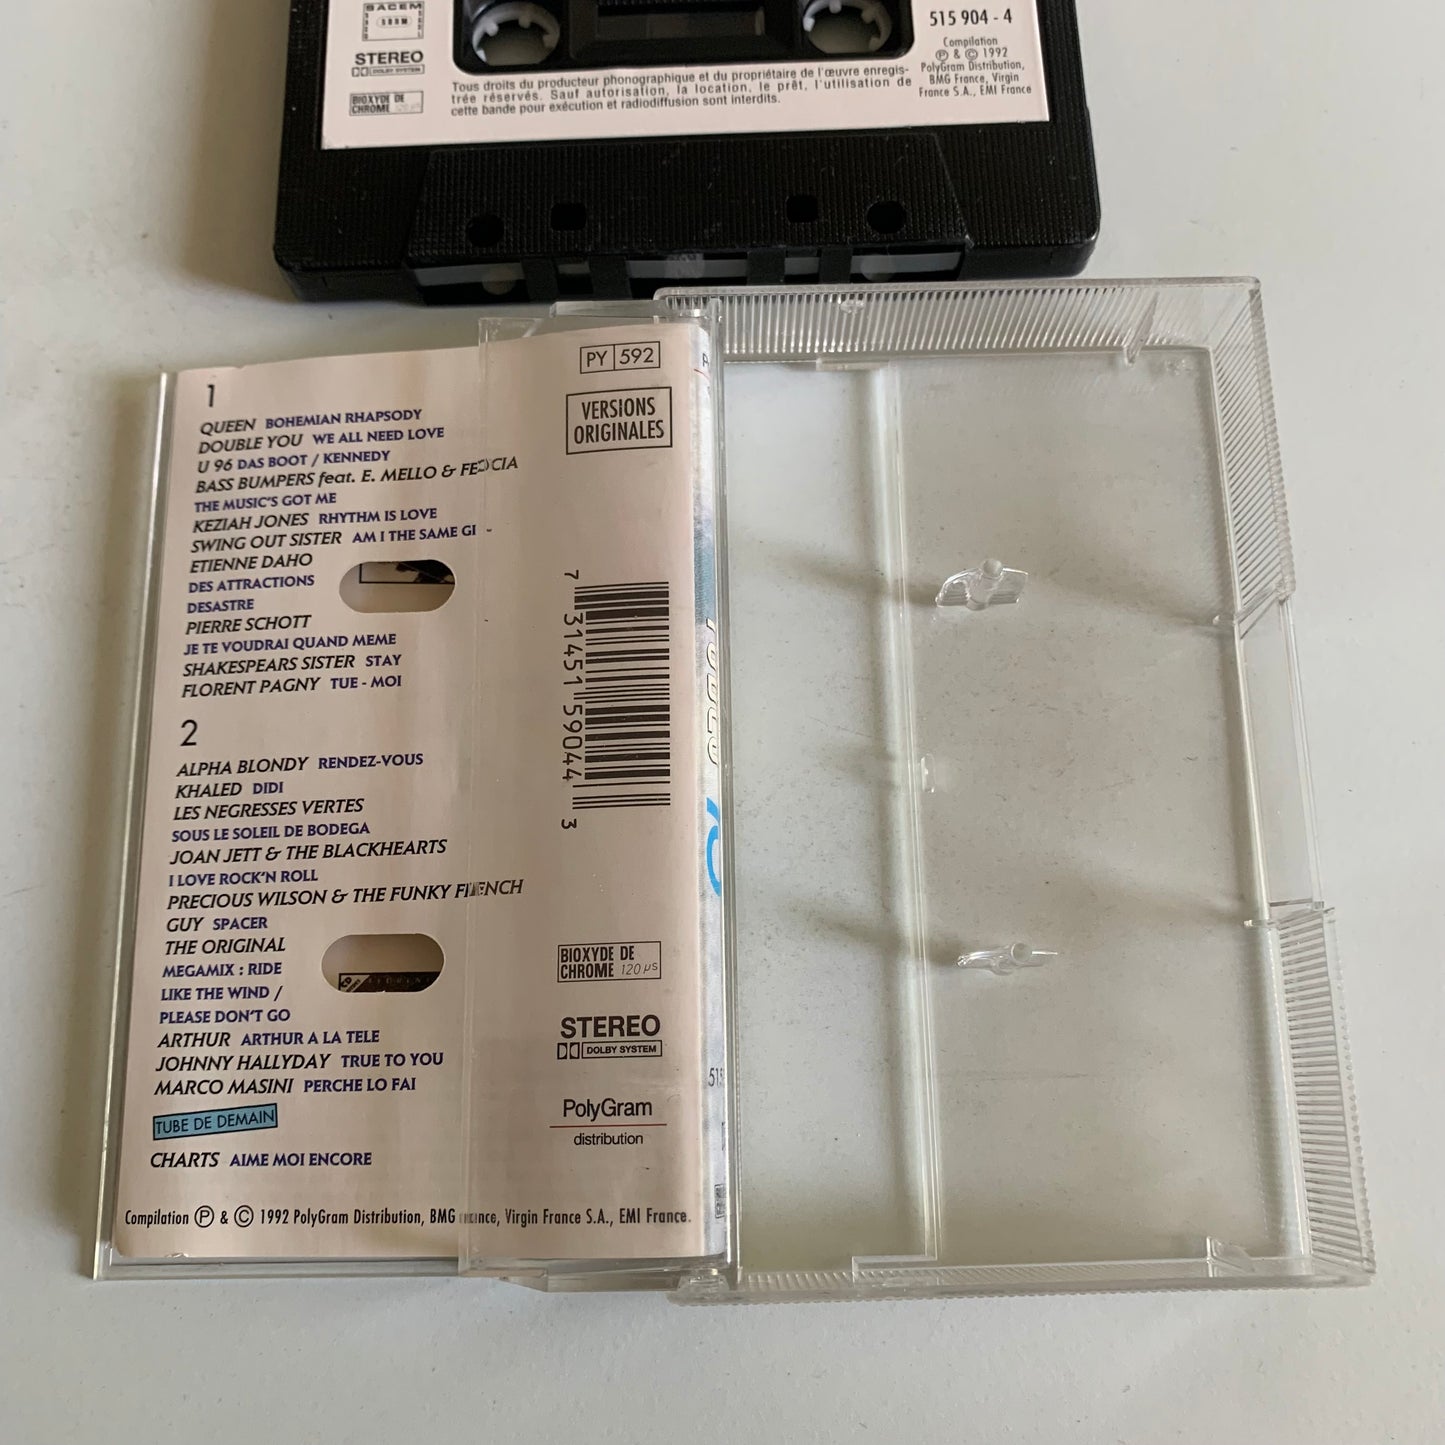 SACEM
STEREO
DOLBY SYSTEM
BIOXYDE DE
CHROME 120 µs
Tous droits du producteur phonographique et du propriétaire de l'œuvre enregis-
trée réservés. Sauf autorisation, la location, le prêt, l'utilisation de
cette bande pour exécution et radiodiffusion sont interdits.
515 904 - 4
Compilation
Ⓟ & © 1992
PolyGram Distribution,
BMG France, Virgin
France S.A., EMI France
PY 592
VERSIONS
ORIGINALES
1
QUEEN BOHEMIAN RHAPSODY
DOUBLE YOU WE ALL NEED LOVE
U 96 DAS BOOT / KENNEDY
BASS BUMPERS feat. E. MELLO &
THE MUSIC'S GOT ME
KEZIAH JONES RHYTHM IS LOVE
SWING OUT SISTER AM I THE SAME GI
ETIENNE DAHO
DES ATTRACTIONS
DESASTRE
PIERRE SCHOTT
JE TE VOUDRAI QUAND MEME
SHAKESPEARS SISTER STAY
FLORENT PAGNY TUE - MOI
2
ALPHA BLONDY RENDEZ-VOUS
KHALED DIDI
LES NEGRESSES VERTES
SOUS LE SOLEIL DE BODEGA
JOAN JETT & THE BLACKHEARTS
I LOVE ROCK'N ROLL
PRECIOUS WILSON & THE FUNKY FRENCH
GUY SPACER
THE ORIGINAL
MEGAMIX : RIDE
LIKE THE WIND /
PLEASE DON'T GO
ARTHUR ARTHUR A LA TELE
JOHNNY HALLYDAY TRUE TO YOU
MARCO MASINI PERCHE LO FAI
TUBE DE DEMAIN
CHARTS AIME MOI ENCORE
7 31451 59044 3
BIOXYDE DE
CHROME 120 µs
STEREO
DOLBY SYSTEM
PolyGram
distribution
Compilation Ⓟ & © 1992 PolyGram Distribution, BMG France, Virgin France S.A., EMI France.